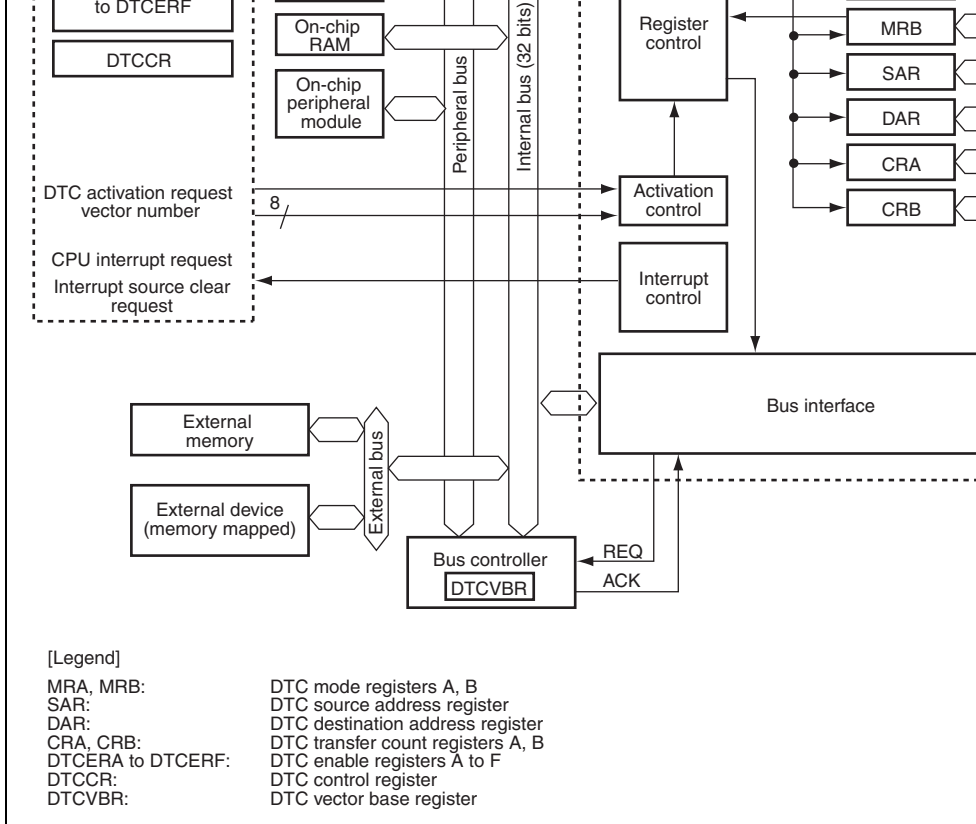 to DTCERF
DTCCR
On-chip
RAM
On-chip
peripheral
module
Peripheral bus
Internal bus (32 bits)
Register
control
MRB
SAR
DAR
CRA
CRB
DTC activation request
vector number
8
Activation
control
CPU interrupt request
Interrupt source clear
request
Interrupt
control
Bus interface
External
memory
External bus
External device
(memory mapped)
Bus controller
DTCVBR
REQ
ACK
[Legend]
MRA, MRB: DTC mode registers A, B
SAR: DTC source address register
DAR: DTC destination address register
CRA, CRB: DTC transfer count registers A, B
DTCERA to DTCERF: DTC enable registers A to F
DTCCR: DTC control register
DTCVBR: DTC vector base register